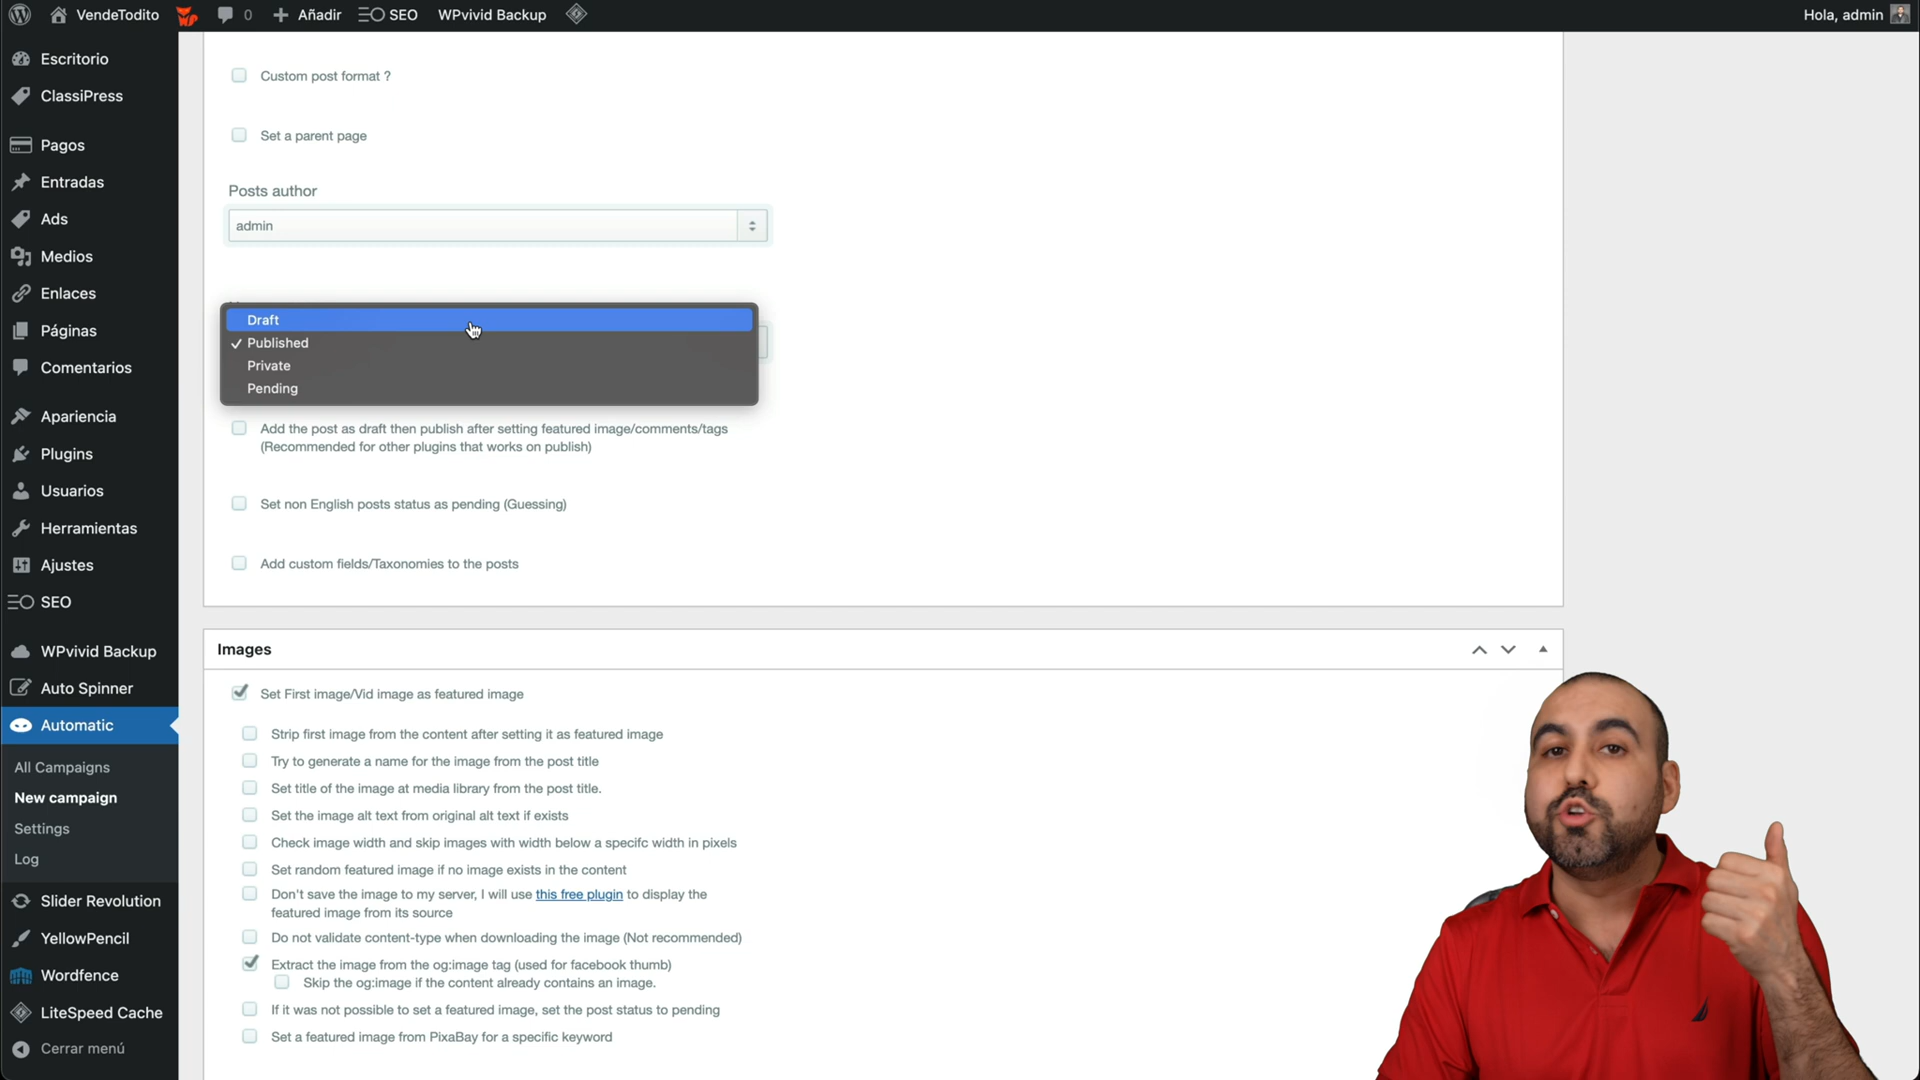 VendeTodito
0
Añadir
SEO
WPvivid Backup
Hola, admin
Escritorio
ClassiPress
Pagos
Entradas
Ads
Medios
Enlaces
Páginas
Comentarios
Apariencia
Plugins
Usuarios
Herramientas
Ajustes
SEO
WPvivid Backup
Auto Spinner
Automatic
All Campaigns
New campaign
Settings
Log
Slider Revolution
YellowPencil
Wordfence
LiteSpeed Cache
Cerrar menú
Custom post format ?
Set a parent page
Posts author
admin
Draft
Published
Private
Pending
Add the post as draft then publish after setting featured image/comments/tags
(Recommended for other plugins that works on publish)
Set non English posts status as pending (Guessing)
Add custom fields/Taxonomies to the posts
Images
Set First image/Vid image as featured image
Strip first image from the content after setting it as featured image
Try to generate a name for the image from the post title
Set title of the image at media library from the post title.
Set the image alt text from original alt text if exists
Check image width and skip images with width below a specifc width in pixels
Set random featured image if no image exists in the content
Don't save the image to my server, I will use this free plugin to display the
featured image from its source
Do not validate content-type when downloading the image (Not recommended)
Extract the image from the og:image tag (used for facebook thumb)
Skip the og:image if the content already contains an image.
If it was not possible to set a featured image, set the post status to pending
Set a featured image from PixaBay for a specific keyword